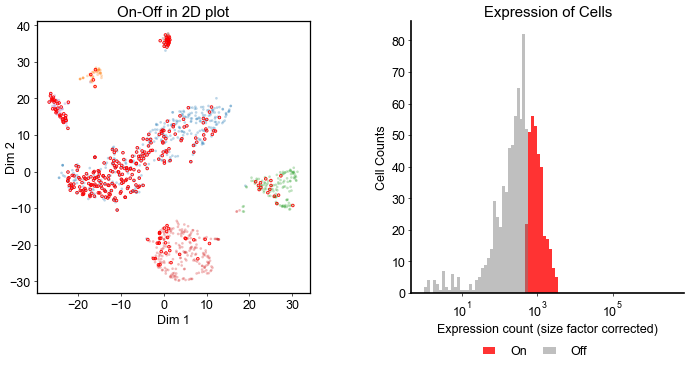 On-Off in 2D plot
40
30
20
10
0
−10
−20
−30
Dim 2
−20 −10 0 10 20 30
Dim 1
Expression of Cells
80
70
60
50
40
30
20
10
0
Cell Counts
10^1 10^3 10^5
Expression count (size factor corrected)
On Off